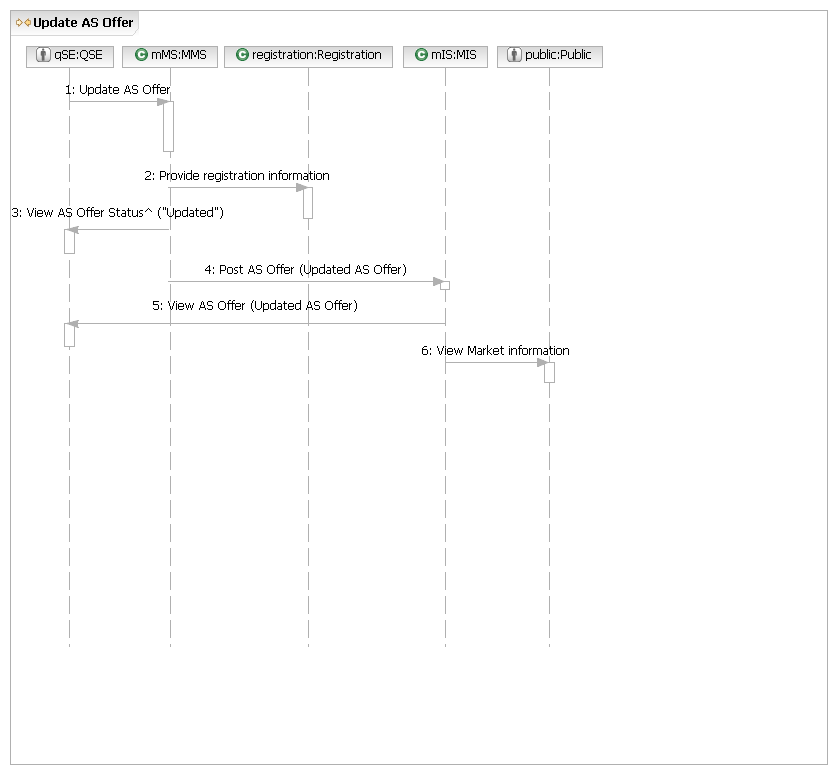 Update AS Offer
qSE:QSE
C mMS:MMS
C registration:Registration
C mIS:MIS
public:Public
1: Update AS Offer
2: Provide registration information
3: View AS Offer Status^ ("Updated")
4: Post AS Offer (Updated AS Offer)
5: View AS Offer (Updated AS Offer)
6: View Market information